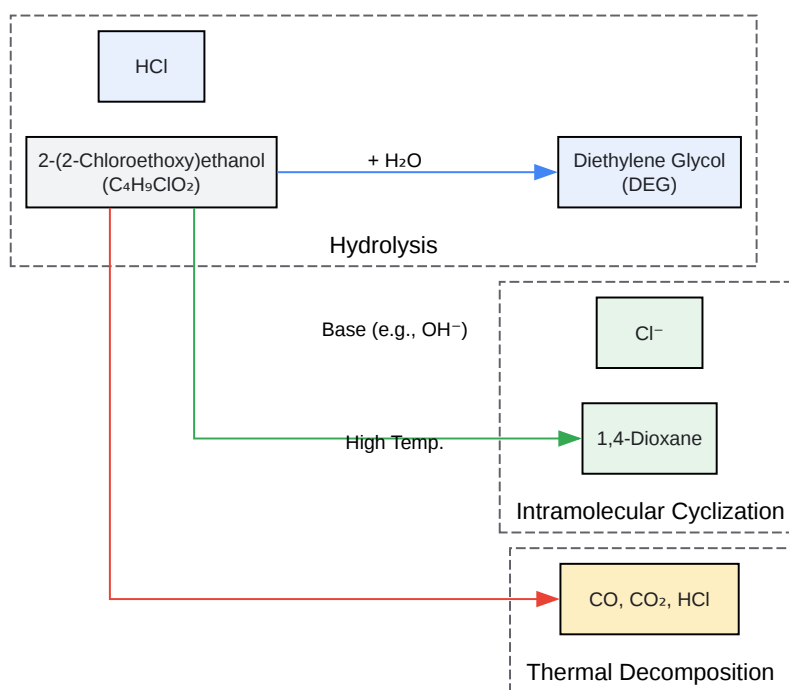 HCl
2-(2-Chloroethoxy)ethanol
(C₄H₉ClO₂)
+ H₂O
Diethylene Glycol
(DEG)
Hydrolysis
Base (e.g., OH⁻)
Cl⁻
High Temp.
1,4-Dioxane
Intramolecular Cyclization
CO, CO₂, HCl
Thermal Decomposition